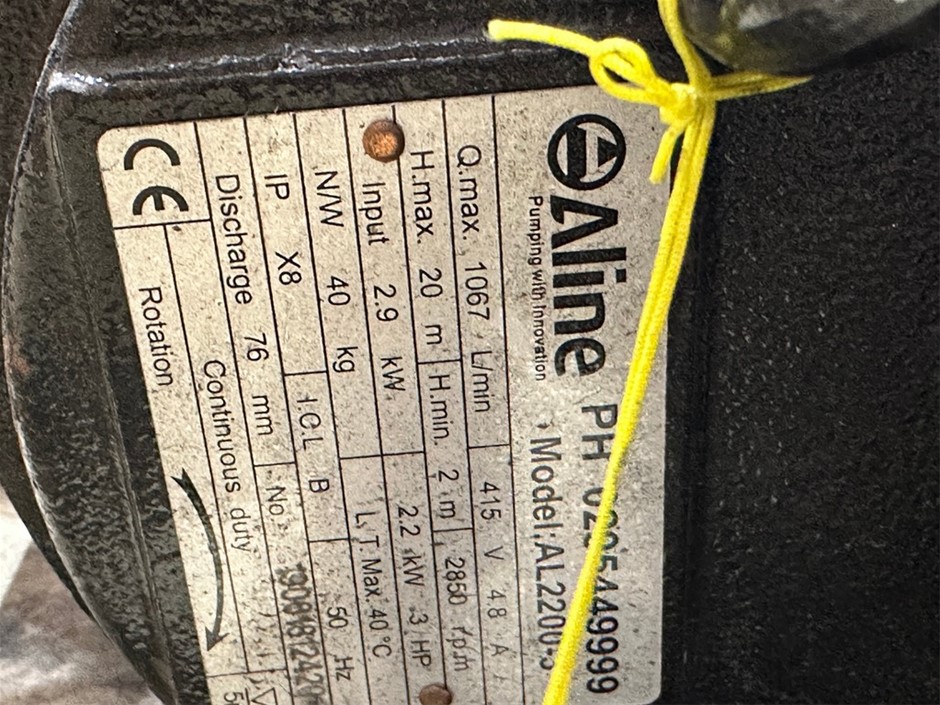 Aline PH 0295449999
Pumping with Innovation Model:AL2200-3
Q.max. 1067 L/min 415 V 4.8 A
H.max. 20 m H.min. 2 m 2850 r.p.m
Input 2.9 kW 2.2 kW 3 HP
N/W 40 kg L.T.Max.40°C
IP X8 I.C.L B 50 Hz
Discharge 76 mm No.
Continuous duty
CE Rotation